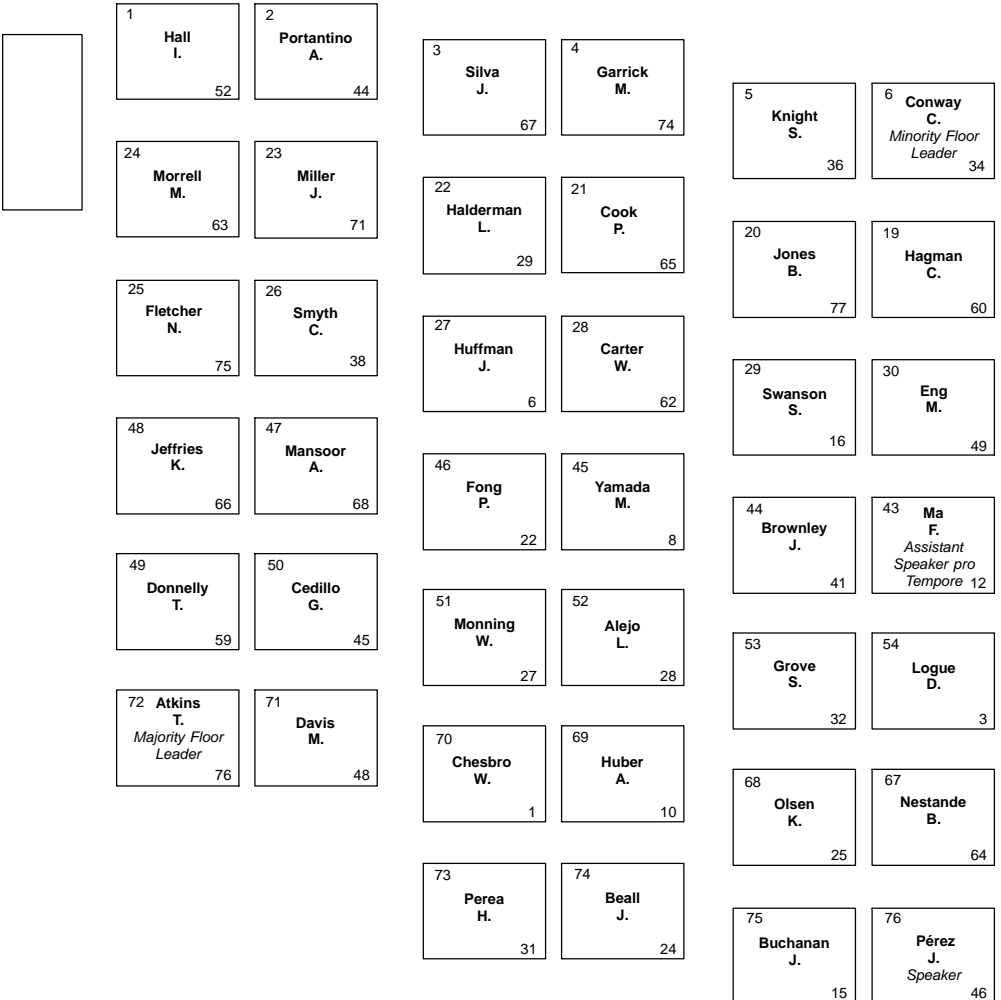 1
Hall
I.
52
2
Portantino
A.
44
3
Silva
J.
67
4
Garrick
M.
74
5
Knight
S.
36
6
Conway
C.
Minority Floor
Leader
34
24
Morrell
M.
63
23
Miller
J.
71
22
Halderman
L.
29
21
Cook
P.
65
20
Jones
B.
77
19
Hagman
C.
60
25
Fletcher
N.
75
26
Smyth
C.
38
27
Huffman
J.
6
28
Carter
W.
62
29
Swanson
S.
16
30
Eng
M.
49
48
Jeffries
K.
66
47
Mansoor
A.
68
46
Fong
P.
22
45
Yamada
M.
8
44
Brownley
J.
41
43
Ma
F.
Assistant
Speaker pro
Tempore 12
49
Donnelly
T.
59
50
Cedillo
G.
45
51
Monning
W.
27
52
Alejo
L.
28
53
Grove
S.
32
54
Logue
D.
3
72 Atkins
T.
Majority Floor
Leader
76
71
Davis
M.
48
70
Chesbro
W.
1
69
Huber
A.
10
68
Olsen
K.
25
67
Nestande
B.
64
73
Perea
H.
31
74
Beall
J.
24
75
Buchanan
J.
15
76
Pérez
J.
Speaker
46